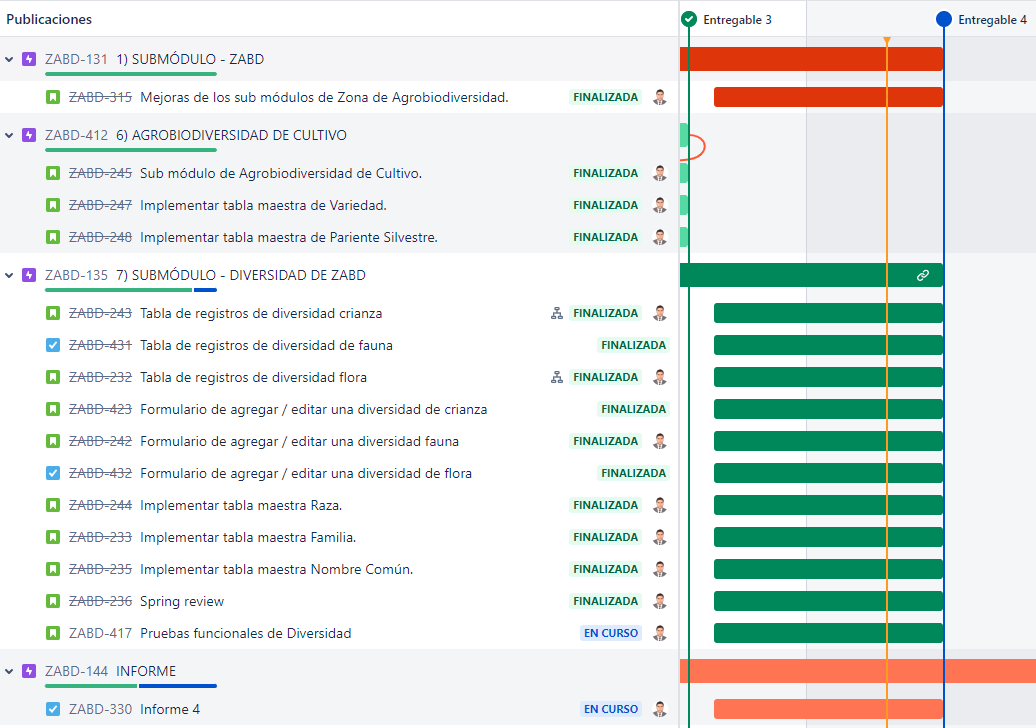 Publicaciones Entregable 3 Entregable 4
ZABD-131 1) SUBMÓDULO - ZABD
ZABD-315 Mejoras de los sub módulos de Zona de Agrobiodiversidad. FINALIZADA
ZABD-412 6) AGROBIODIVERSIDAD DE CULTIVO
ZABD-245 Sub módulo de Agrobiodiversidad de Cultivo. FINALIZADA
ZABD-247 Implementar tabla maestra de Variedad. FINALIZADA
ZABD-248 Implementar tabla maestra de Pariente Silvestre. FINALIZADA
ZABD-135 7) SUBMÓDULO - DIVERSIDAD DE ZABD
ZABD-243 Tabla de registros de diversidad crianza FINALIZADA
ZABD-431 Tabla de registros de diversidad de fauna FINALIZADA
ZABD-232 Tabla de registros de diversidad flora FINALIZADA
ZABD-423 Formulario de agregar / editar una diversidad de crianza FINALIZADA
ZABD-242 Formulario de agregar / editar una diversidad fauna FINALIZADA
ZABD-432 Formulario de agregar / editar una diversidad de flora FINALIZADA
ZABD-244 Implementar tabla maestra Raza. FINALIZADA
ZABD-233 Implementar tabla maestra Familia. FINALIZADA
ZABD-235 Implementar tabla maestra Nombre Común. FINALIZADA
ZABD-236 Spring review FINALIZADA
ZABD-417 Pruebas funcionales de Diversidad EN CURSO
ZABD-144 INFORME
ZABD-330 Informe 4 EN CURSO